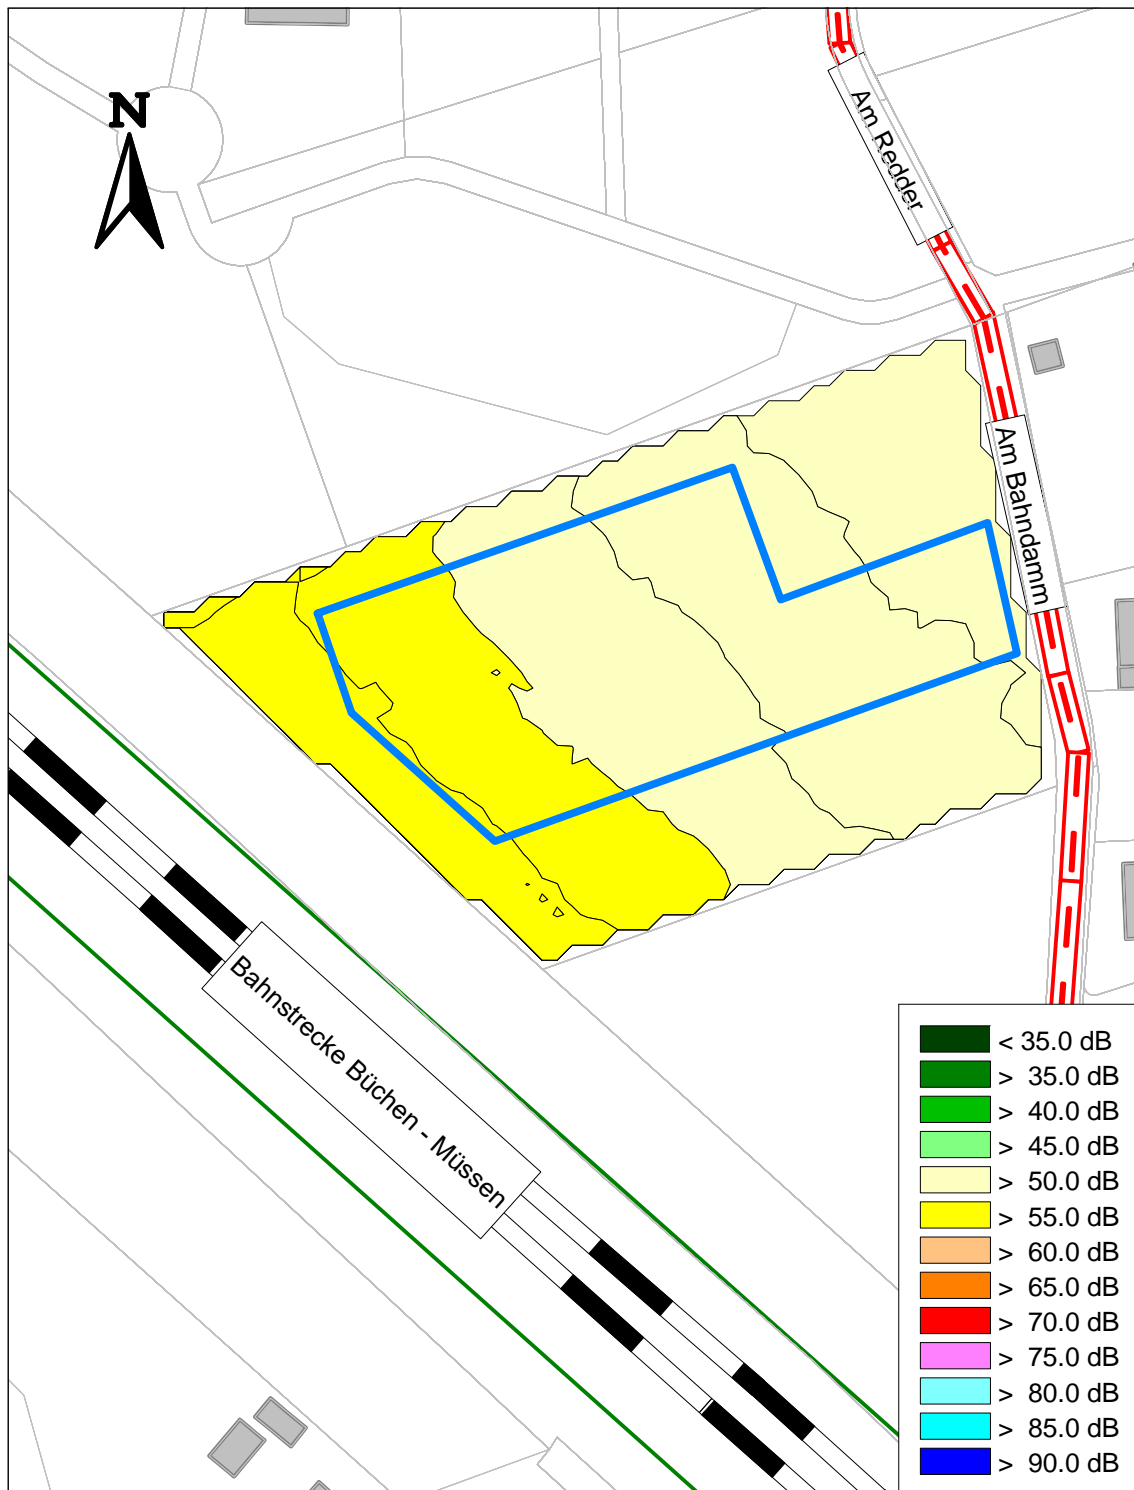 N
Am Redder
Am Bahndamm
Bahnstrecke Büchen - Müssen
< 35.0 dB
> 35.0 dB
> 40.0 dB
> 45.0 dB
> 50.0 dB
> 55.0 dB
> 60.0 dB
> 65.0 dB
> 70.0 dB
> 75.0 dB
> 80.0 dB
> 85.0 dB
> 90.0 dB